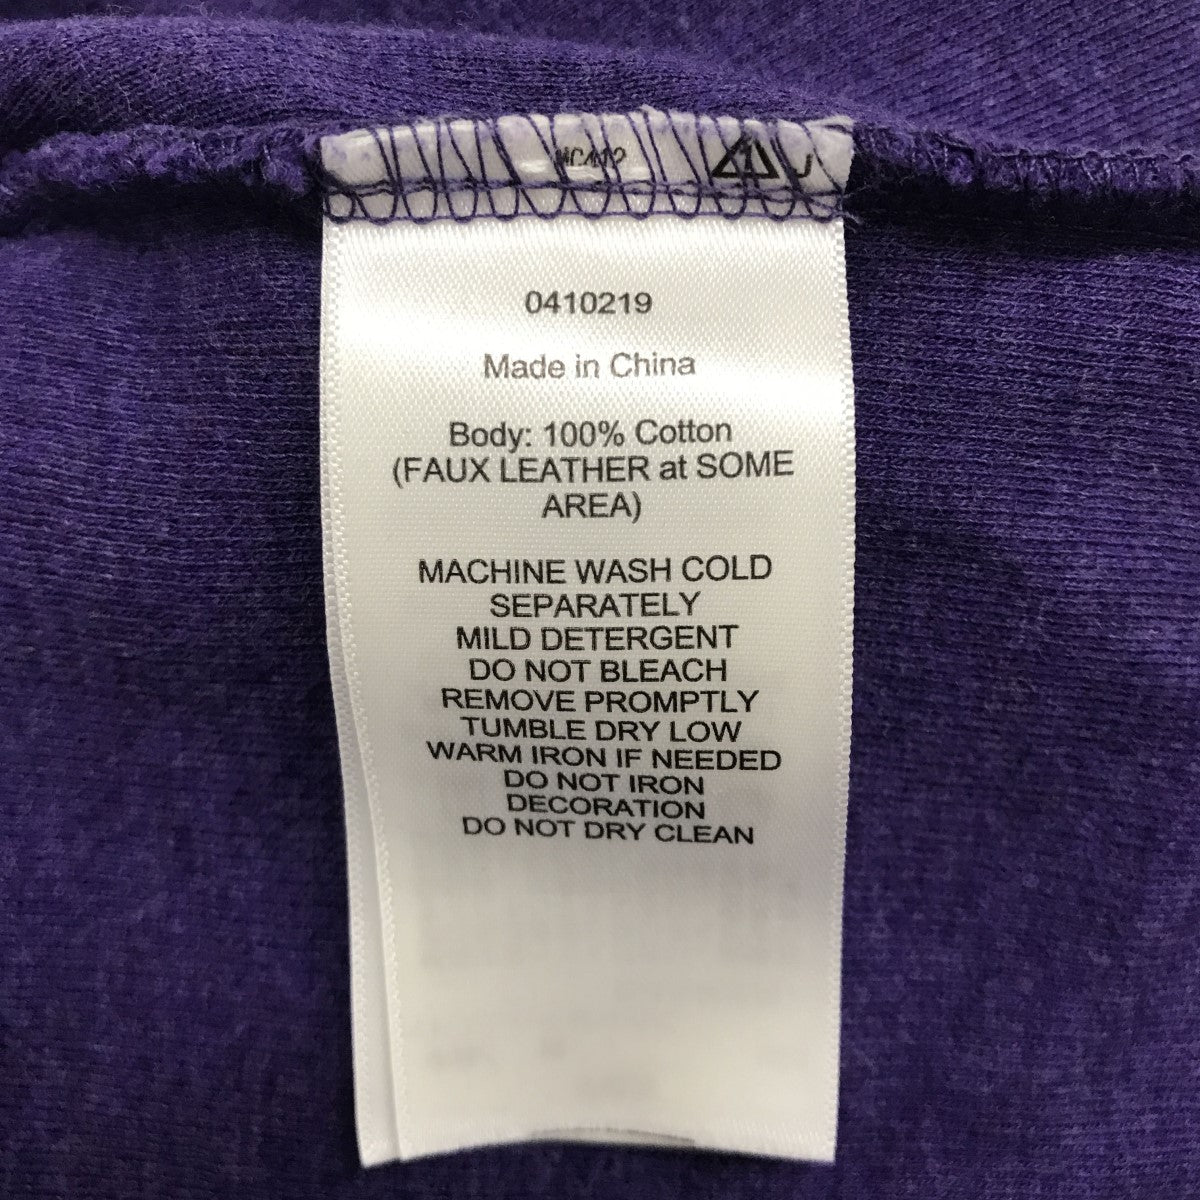 0410219
Made in China
Body: 100% Cotton
(FAUX LEATHER at SOME
AREA)
MACHINE WASH COLD
SEPARATELY
MILD DETERGENT
DO NOT BLEACH
REMOVE PROMPTLY
TUMBLE DRY LOW
WARM IRON IF NEEDED
DO NOT IRON
DECORATION
DO NOT DRY CLEAN